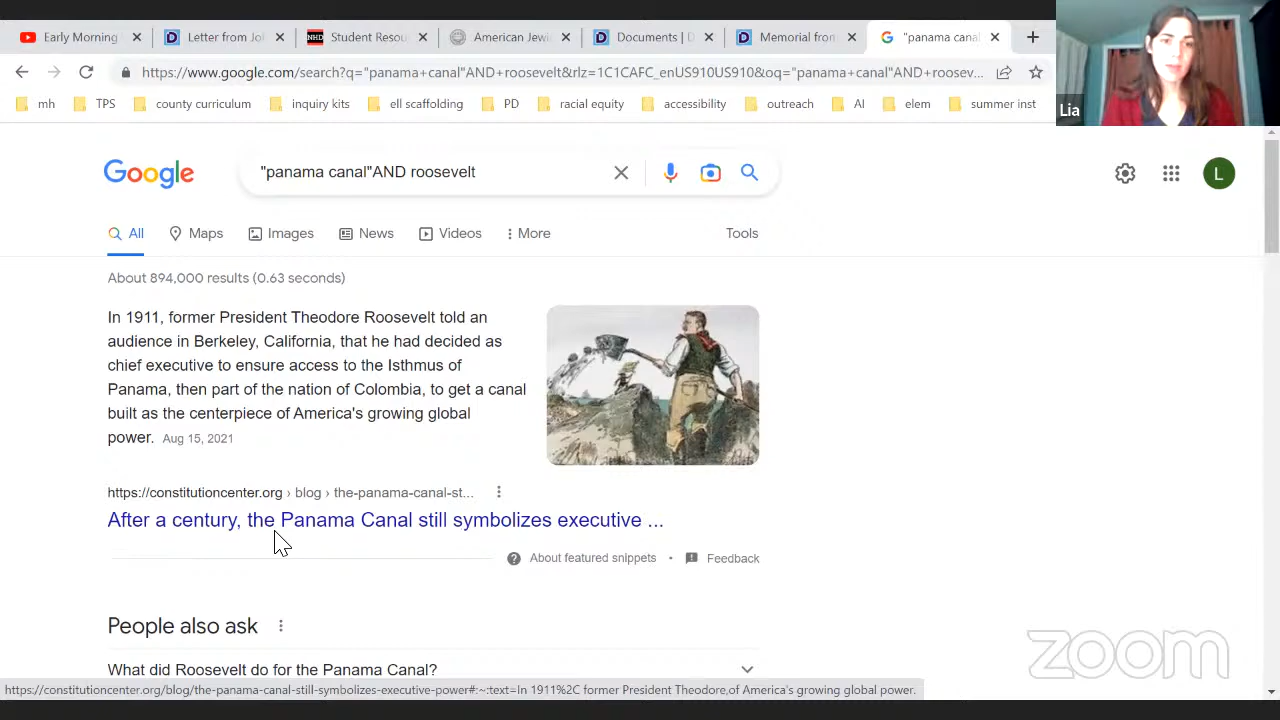 Early Morning
Letter from Jo
Student Resou
American Jewi
Documents | D
Memorial from
"panama canal
https://www.google.com/search?q="panama+canal"AND+roosevelt&rlz=1C1CAFC_enUS910US910&oq="panama+canal"AND+roosev...
mh
TPS
county curriculum
inquiry kits
ell scaffolding
PD
racial equity
accessibility
outreach
AI
elem
summer inst
Lia
Google
"panama canal"AND roosevelt
L
All
Maps
Images
News
Videos
More
Tools
About 894,000 results (0.63 seconds)
In 1911, former President Theodore Roosevelt told an
audience in Berkeley, California, that he had decided as
chief executive to ensure access to the Isthmus of
Panama, then part of the nation of Colombia, to get a canal
built as the centerpiece of America's growing global
power. Aug 15, 2021
https://constitutioncenter.org › blog › the-panama-canal-st...
After a century, the Panama Canal still symbolizes executive ...
About featured snippets • Feedback
People also ask
What did Roosevelt do for the Panama Canal?
https://constitutioncenter.org/blog/the-panama-canal-still-symbolizes-executive-power#:~:text=In 1911%2C former President Theodore,of America's growing global power.
zoom